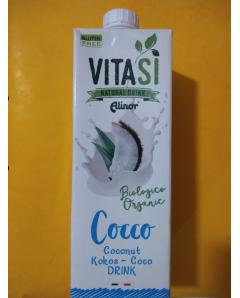 GLUTEN
FREE
VITASÌ
NATURAL DRINK
Alinor
Biologico
Organic
Cocco
Coconut
Kokos - Coco
DRINK